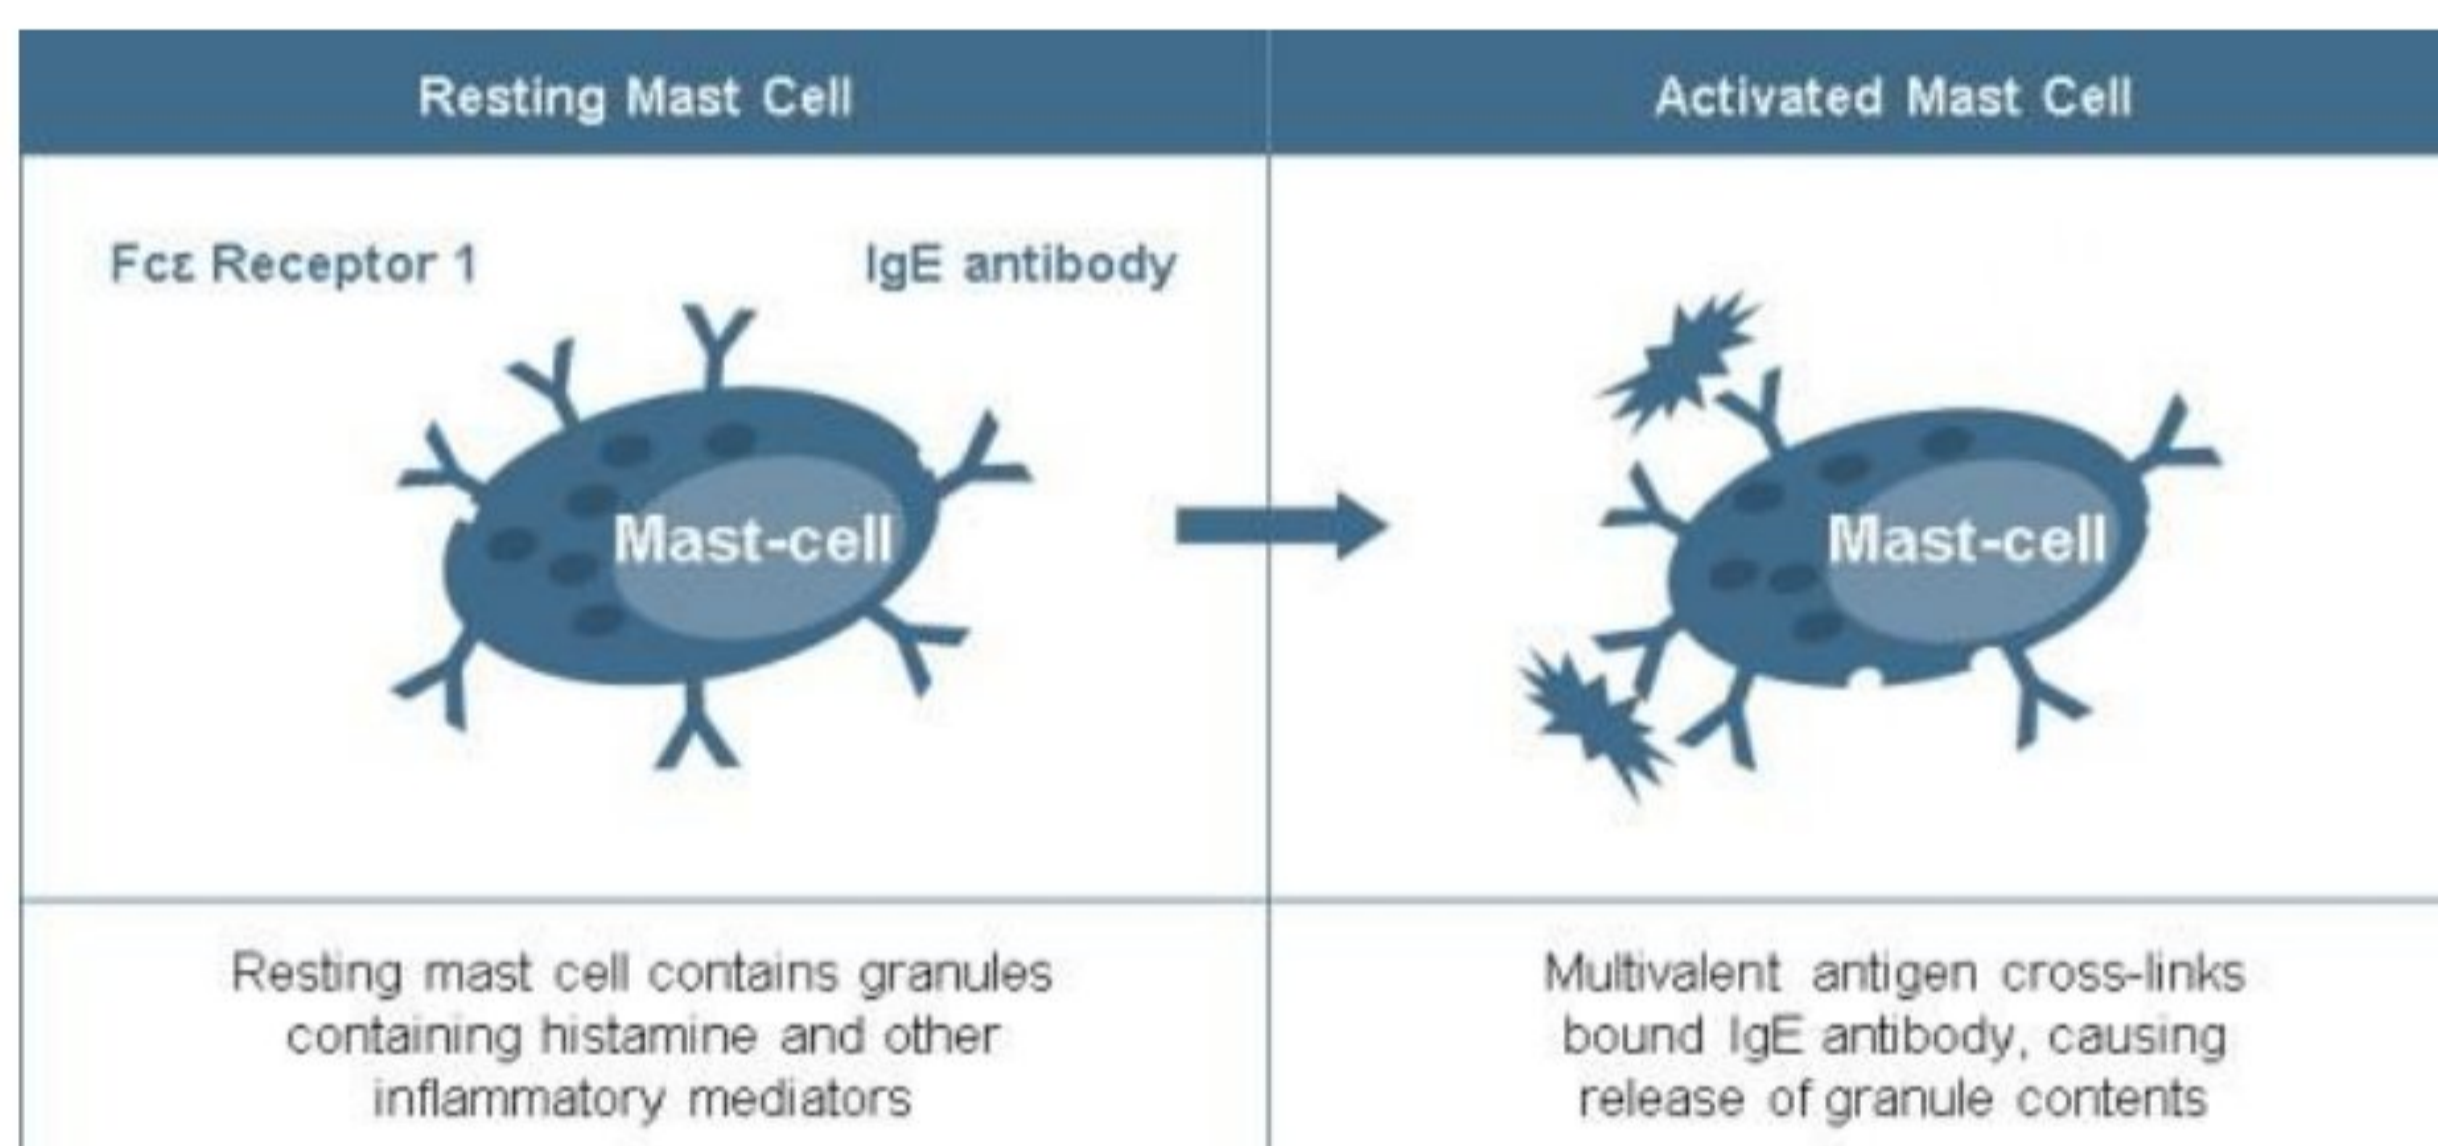 Resting Mast Cell
Activated Mast Cell
Fcε Receptor 1
IgE antibody
Mast-cell
Mast-cell
Resting mast cell contains granules
containing histamine and other
inflammatory mediators
Multivalent antigen cross-links
bound IgE antibody, causing
release of granule contents